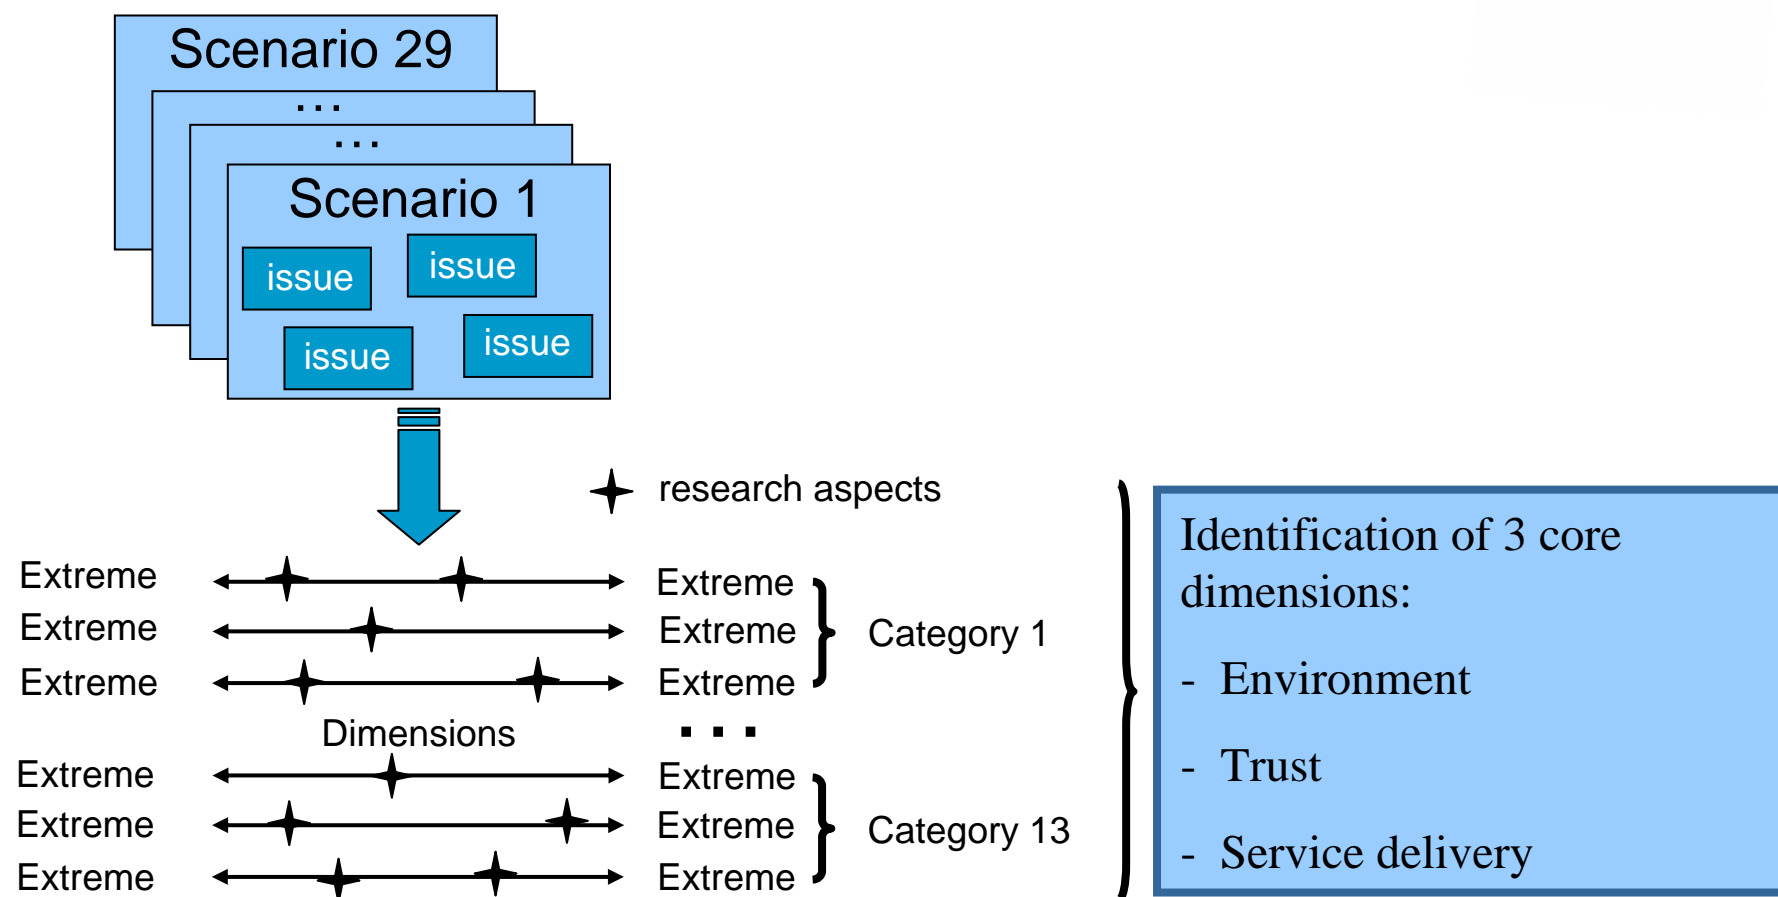 Scenario 29
...
...
Scenario 1
issue
issue
issue
issue
research aspects
Extreme Extreme
Extreme Extreme Category 1
Extreme Extreme
Dimensions ...
Extreme Extreme
Extreme Extreme Category 13
Extreme Extreme
Identification of 3 core
dimensions:
- Environment
- Trust
- Service delivery